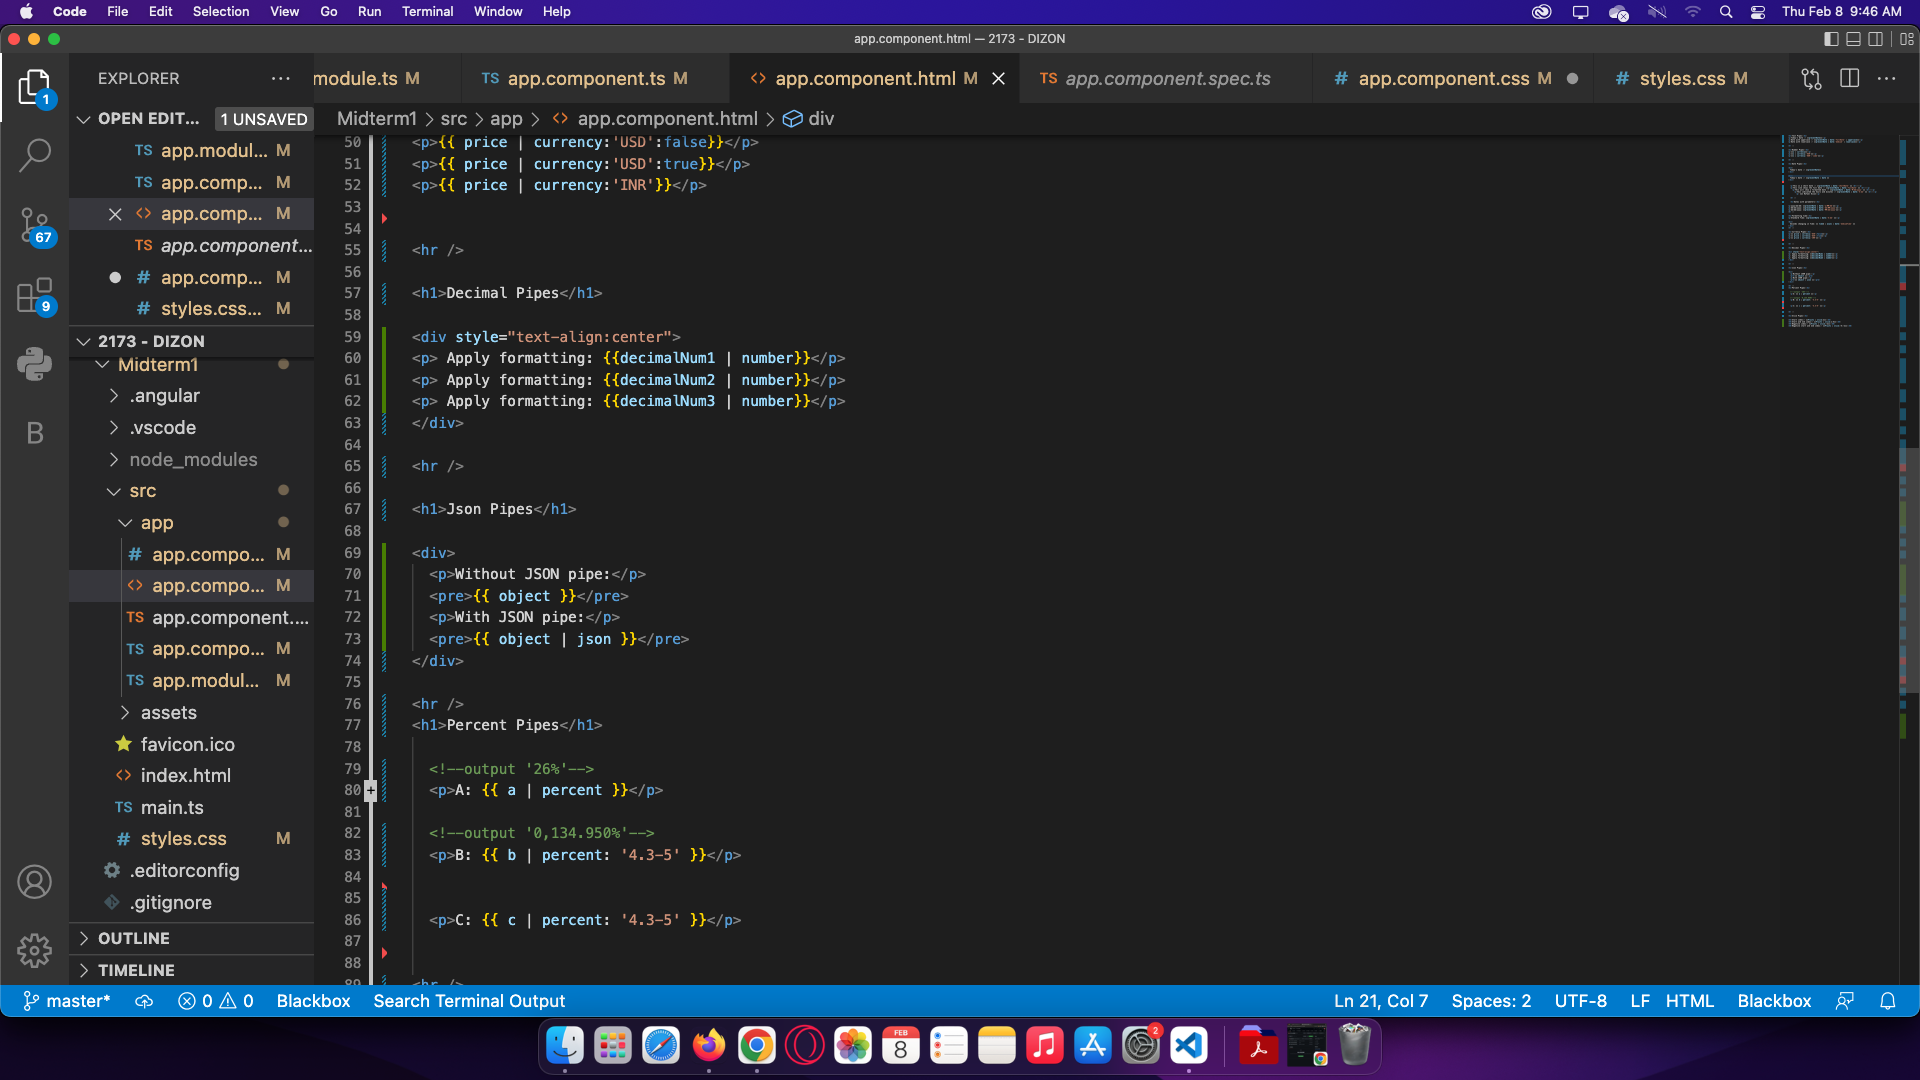 Code File Edit Selection View Go Run Terminal Window Help Thu Feb 8 9:46 AM
app.component.html — 2173 - DIZON
EXPLORER
module.ts M
TS app.component.ts M
<> app.component.html M
TS app.component.spec.ts
# app.component.css M
# styles.css M
OPEN EDIT... 1 UNSAVED
Midterm1 > src > app > <> app.component.html > div
TS app.modul... M
TS app.comp... M
<> app.comp... M
TS app.component...
# app.comp... M
# styles.css... M
2173 - DIZON
Midterm1
.angular
.vscode
node_modules
src
app
# app.compo... M
<> app.compo... M
TS app.component....
TS app.compo... M
TS app.modul... M
assets
favicon.ico
<> index.html
TS main.ts
# styles.css M
.editorconfig
.gitignore
OUTLINE
TIMELINE
1
67
9
B
50 <p>{{ price | currency:'USD':false}}</p>
51 <p>{{ price | currency:'USD':true}}</p>
52 <p>{{ price | currency:'INR'}}</p>
53
54
55 <hr />
56
57 <h1>Decimal Pipes</h1>
58
59 <div style="text-align:center">
60 <p> Apply formatting: {{decimalNum1 | number}}</p>
61 <p> Apply formatting: {{decimalNum2 | number}}</p>
62 <p> Apply formatting: {{decimalNum3 | number}}</p>
63 </div>
64
65 <hr />
66
67 <h1>Json Pipes</h1>
68
69 <div>
70 <p>Without JSON pipe:</p>
71 <pre>{{ object }}</pre>
72 <p>With JSON pipe:</p>
73 <pre>{{ object | json }}</pre>
74 </div>
75
76 <hr />
77 <h1>Percent Pipes</h1>
78
79 <!--output '26%'-->
80 <p>A: {{ a | percent }}</p>
81
82 <!--output '0,134.950%'-->
83 <p>B: {{ b | percent: '4.3-5' }}</p>
84
85
86 <p>C: {{ c | percent: '4.3-5' }}</p>
87
88
89 <hr />
master* 0 0 Blackbox Search Terminal Output Ln 21, Col 7 Spaces: 2 UTF-8 LF HTML Blackbox
FEB
8
2